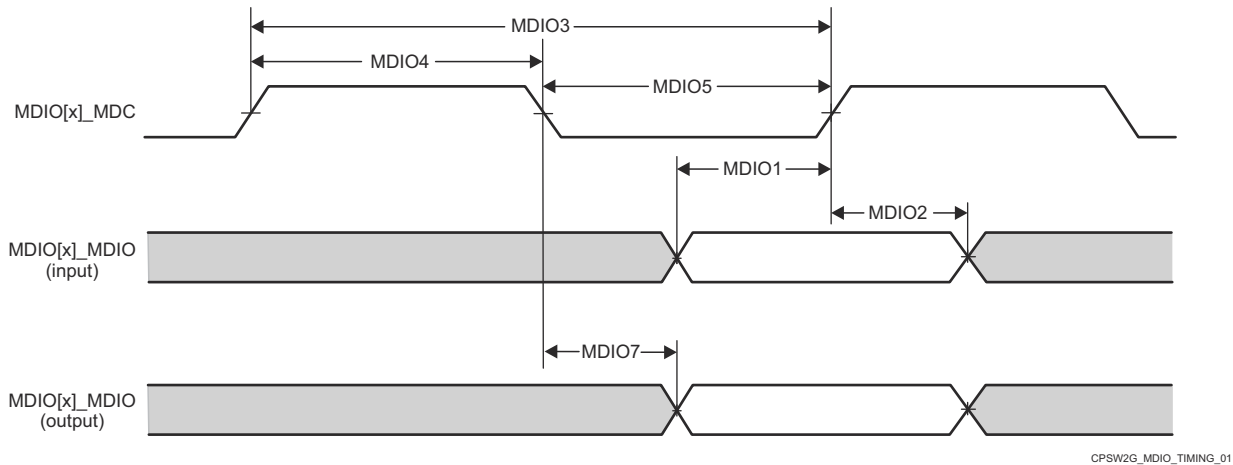 MDIO3
MDIO4
MDIO5
MDIO[x]_MDC
MDIO1
MDIO2
MDIO[x]_MDIO
(input)
MDIO7
MDIO[x]_MDIO
(output)
CPSW2G_MDIO_TIMING_01